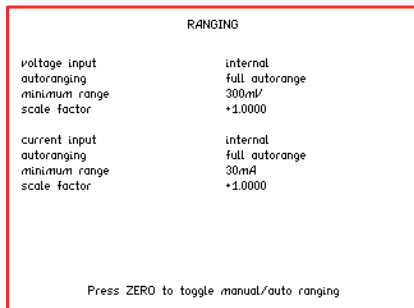 RANGING
voltage input internal
autoranging full autorange
minimum range 300mV
scale factor +1.0000
current input internal
autoranging full autorange
minimum range 30mA
scale factor +1.0000
Press ZERO to toggle manual/auto ranging